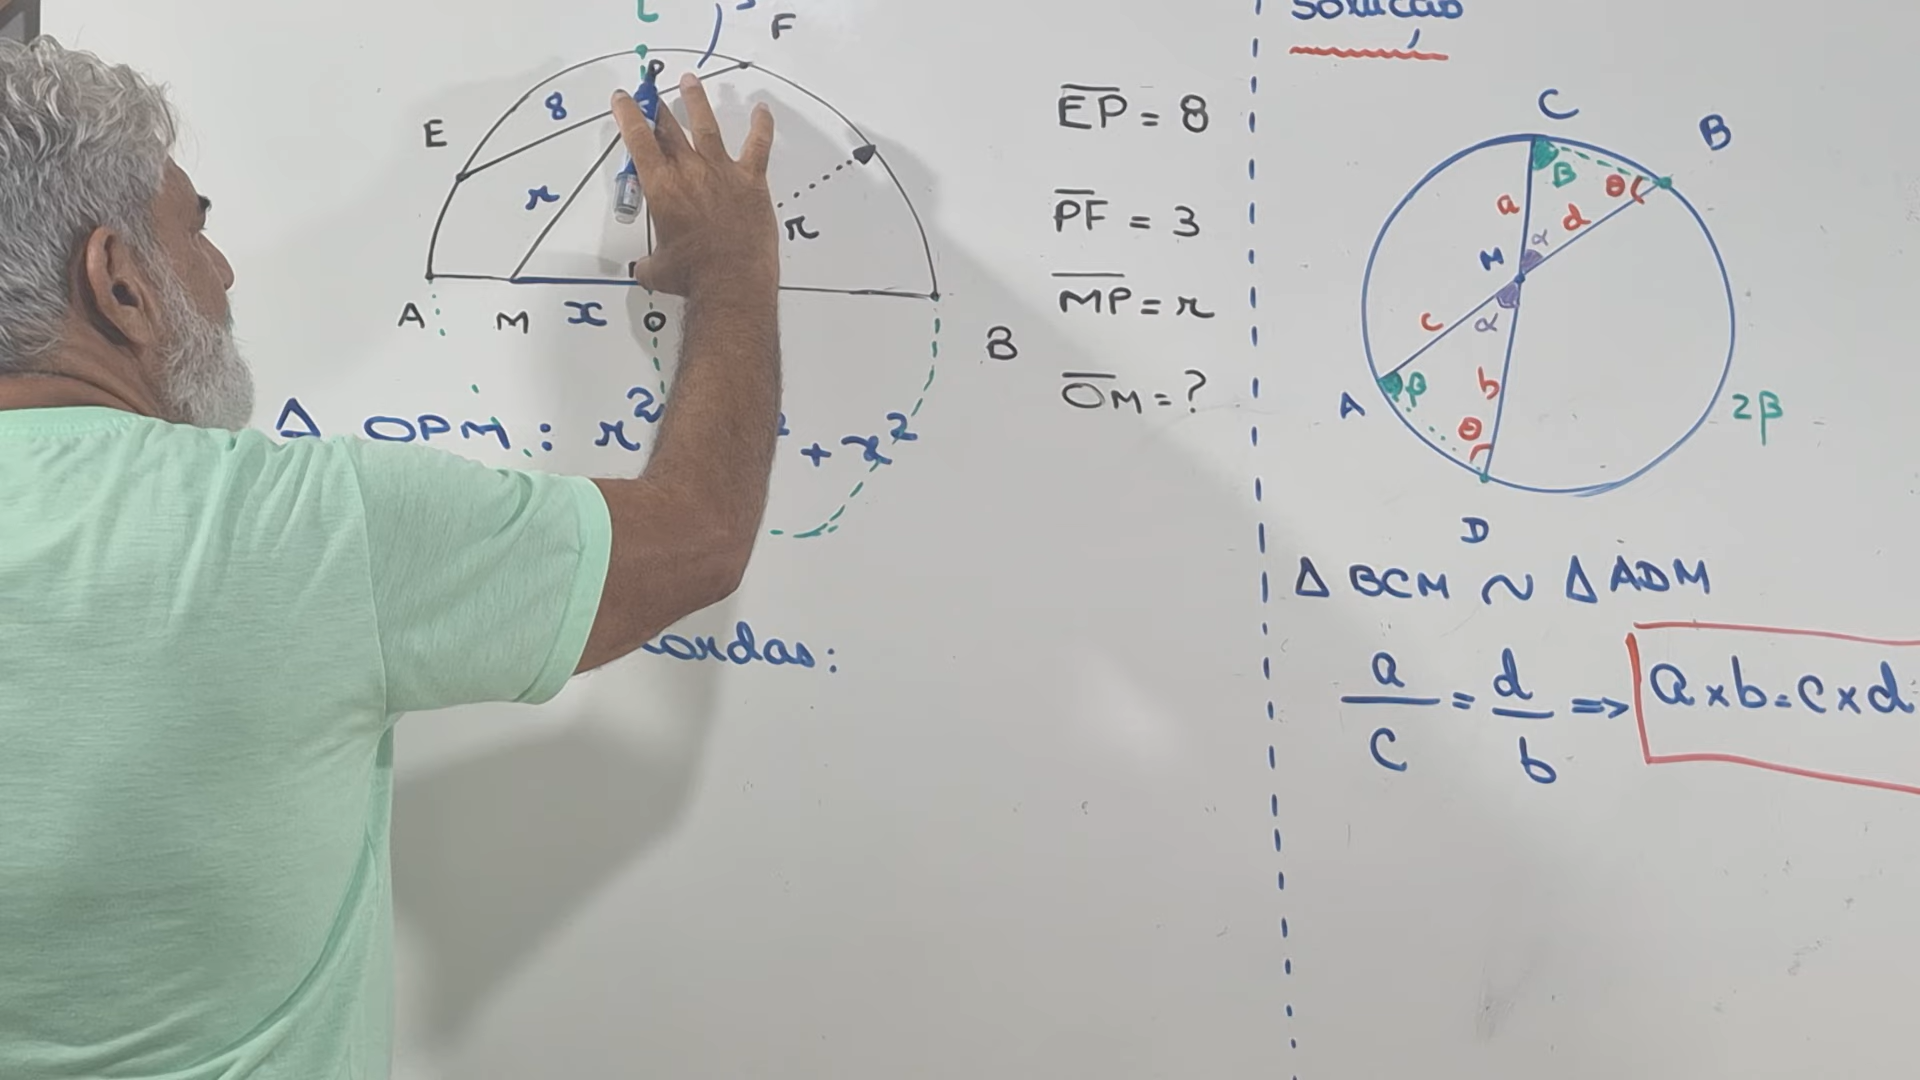 F
P
8
E
r
r
A
M
x
O
B
Δ OPM : r² + x²
cordas:
EP = 8
PF = 3
MP = r
OM = ?
Solução
C
B
β
θ
a
d
α
M
c
α
β
b
A
θ
2β
D
Δ BCM ~ Δ ADM
a/c = d/b ⇒ a×b=c×d